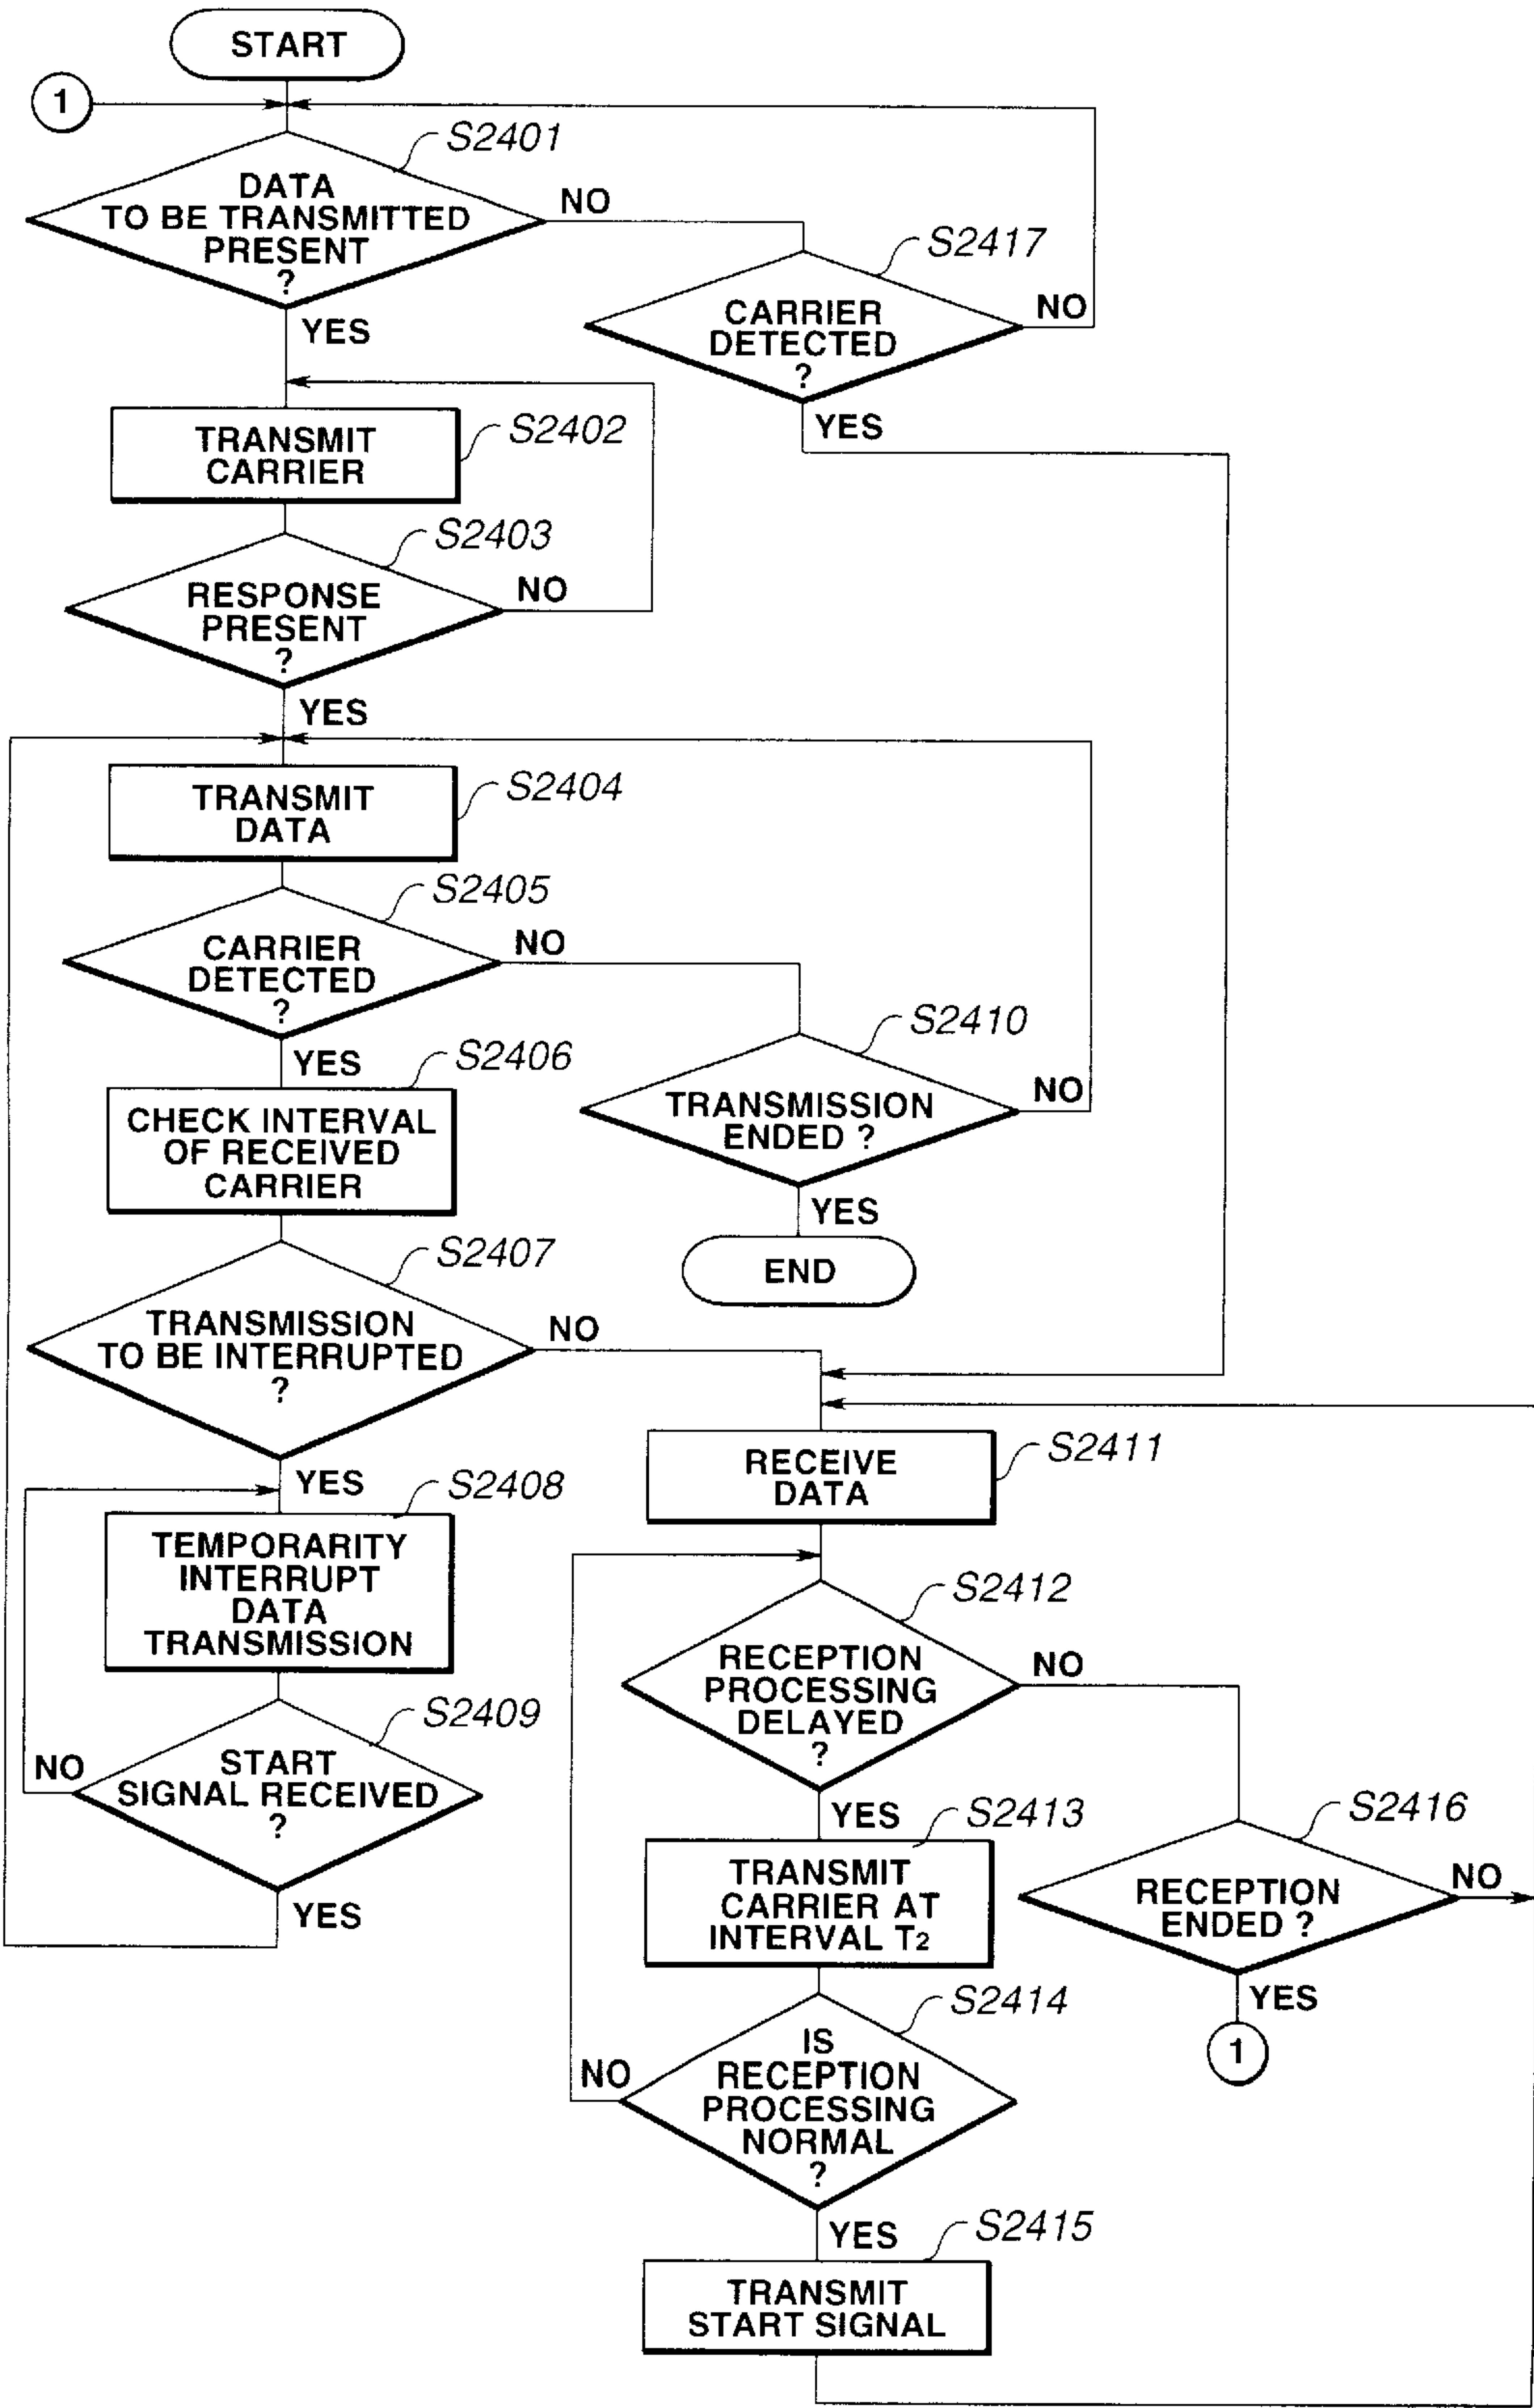 START
1
S2401
DATA
TO BE TRANSMITTED
PRESENT
?
NO
YES
S2417
CARRIER
DETECTED
?
NO
YES
TRANSMIT
CARRIER
S2402
S2403
RESPONSE
PRESENT
?
NO
YES
TRANSMIT
DATA
S2404
S2405
CARRIER
DETECTED
?
NO
YES
S2410
TRANSMISSION
ENDED ?
NO
YES
END
S2406
CHECK INTERVAL
OF RECEIVED
CARRIER
S2407
TRANSMISSION
TO BE INTERRUPTED
?
NO
YES
S2408
TEMPORARITY
INTERRUPT
DATA
TRANSMISSION
S2409
START
SIGNAL RECEIVED
?
NO
YES
RECEIVE
DATA
S2411
S2412
RECEPTION
PROCESSING
DELAYED
?
NO
YES
S2413
TRANSMIT
CARRIER AT
INTERVAL T2
S2416
RECEPTION
ENDED ?
NO
YES
1
S2414
IS
RECEPTION
PROCESSING
NORMAL
?
NO
YES
S2415
TRANSMIT
START SIGNAL